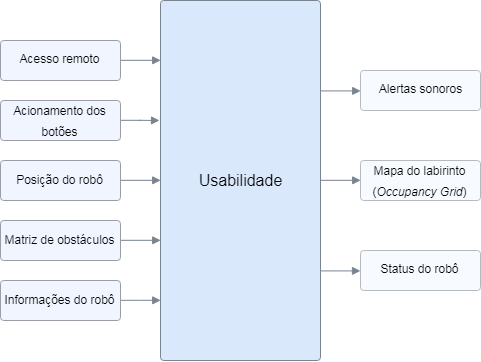 Acesso remoto
Acionamento dos
botões
Posição do robô
Matriz de obstáculos
Informações do robô
Usabilidade
Alertas sonoros
Mapa do labirinto
(Occupancy Grid)
Status do robô